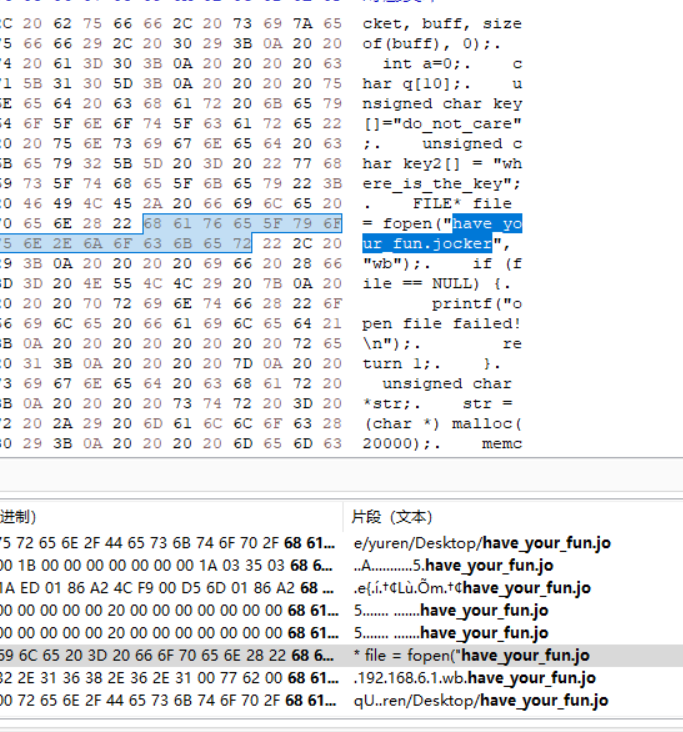 C 20 62 75 66 66 2C 20 73 69 7A 65 cket, buff, size
5 66 66 29 2C 20 30 29 3B 0A 20 20 of(buff), 0);.
4 20 61 3D 30 3B 0A 20 20 20 20 63 int a=0;. c
1 5B 31 30 5D 3B 0A 20 20 20 20 75 har q[10];. u
E 65 64 20 63 68 61 72 20 6B 65 79 nsigned char key
4 6F 5F 6E 6F 74 5F 63 61 72 65 22 []="do_not_care"
0 20 75 6E 73 69 67 6E 65 64 20 63 ;. unsigned c
B 65 79 32 5B 5D 20 3D 20 22 77 68 har key2[] = "wh
9 73 5F 74 68 65 5F 6B 65 79 22 3B ere_is_the_key";
0 46 49 4C 45 2A 20 66 69 6C 65 20 . FILE* file
0 65 6E 28 22 68 61 76 65 5F 79 6F = fopen("have_yo
5 6E 2E 6A 6F 63 6B 65 72 22 2C 20 ur_fun.jocker",
9 3B 0A 20 20 20 20 69 66 20 28 66 "wb");. if (f
D 3D 20 4E 55 4C 4C 29 20 7B 0A 20 ile == NULL) {.
0 20 20 70 72 69 6E 74 66 28 22 6F printf("o
6 69 6C 65 20 66 61 69 6C 65 64 21 pen file failed!
B 0A 20 20 20 20 20 20 20 20 72 65 \n");. re
0 31 3B 0A 20 20 20 20 7D 0A 20 20 turn 1;. }.
3 69 67 6E 65 64 20 63 68 61 72 20 unsigned char
B 0A 20 20 20 20 73 74 72 20 3D 20 *str;. str =
2 20 2A 29 20 6D 61 6C 6C 6F 63 28 (char *) malloc(
0 29 3B 0A 20 20 20 20 6D 65 6D 63 20000);. memc
进制) 片段（文本）
75 72 65 6E 2F 44 65 73 6B 74 6F 70 2F 68 61... e/yuren/Desktop/have_your_fun.jo
00 1B 00 00 00 00 00 00 00 1A 03 35 03 68 6... ..A...........5.have_your_fun.jo
1A ED 01 86 A2 4C F9 00 D5 6D 01 86 A2 68 ... .e{.í.†¢Lù.Õm.†¢have_your_fun.jo
00 00 00 00 00 20 00 00 00 00 00 00 00 68 61... 5....... .......have_your_fun.jo
00 00 00 00 00 20 00 00 00 00 00 00 00 68 61... 5....... .......have_your_fun.jo
69 6C 65 20 3D 20 66 6F 70 65 6E 28 22 68 6... * file = fopen("have_your_fun.jo
32 2E 31 36 38 2E 36 2E 31 00 77 62 00 68 61... .192.168.6.1.wb.have_your_fun.jo
00 72 65 6E 2F 44 65 73 6B 74 6F 70 2F 68 61... qU..ren/Desktop/have_your_fun.jo